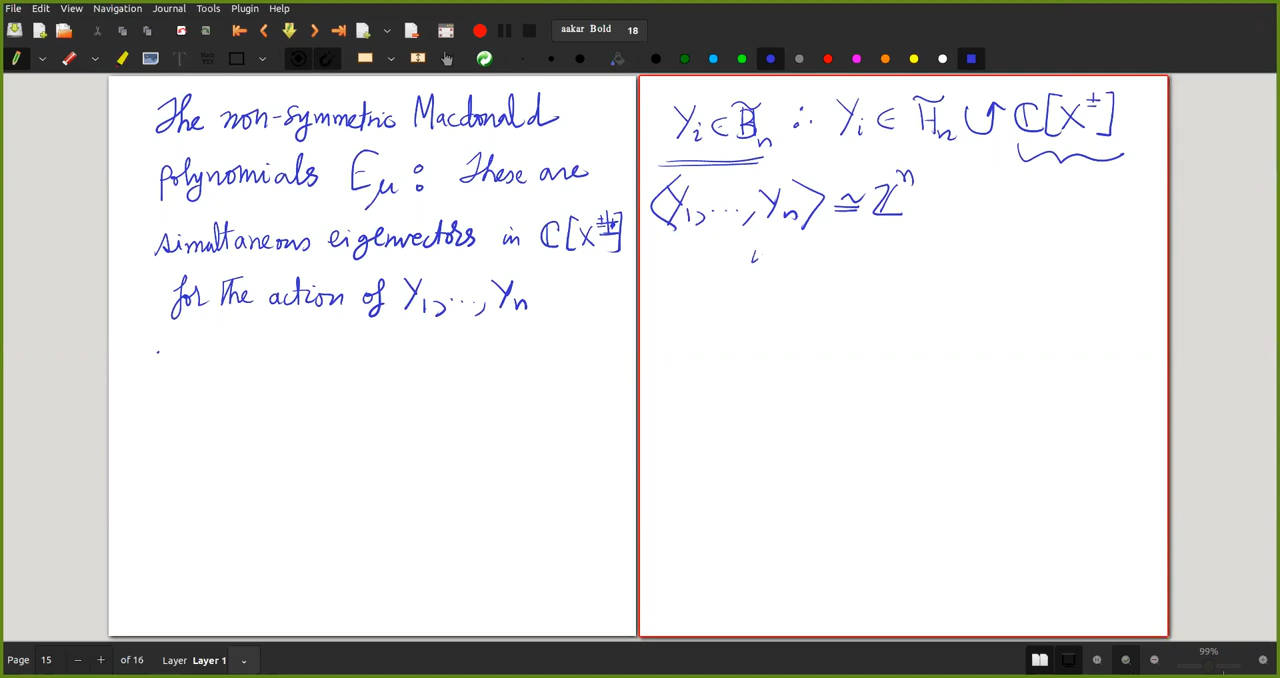 File Edit View Navigation Journal Tools Plugin Help
aakar Bold 18
The non-symmetric Macdonald
polynomials E_μ : These are
simultaneous eigenvectors in ℂ[X^±]
for the action of Y_1, ..., Y_n
Y_i ∈ B̃_n ∴ Y_i ∈ H̃_n ↺ ℂ[X^±]
⟨Y_1, ..., Y_n⟩ ≅ ℤ^n
Page 15 − + of 16 Layer Layer 1 99%